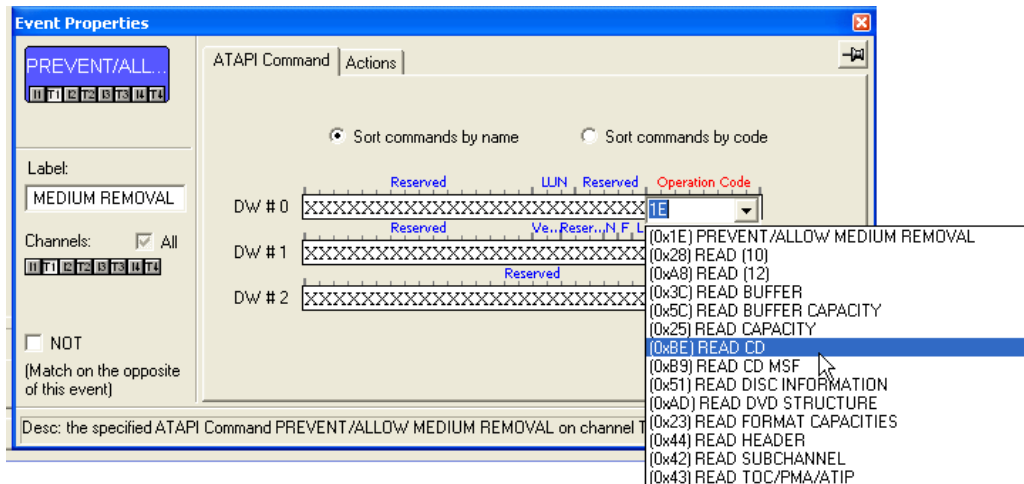 Event Properties
PREVENT/ALL...
I1 T1 I2 T2 I3 T3 I4 T4
ATAPI Command
Actions
Sort commands by name
Sort commands by code
Label:
MEDIUM REMOVAL
Channels:
All
I1 T1 I2 T2 I3 T3 I4 T4
NOT
(Match on the opposite
of this event)
Reserved LUN Reserved Operation Code
DW # 0 XXXXXXXXXXXXXXXXXXXXXXXX 1E
Reserved Ve...Reser...N F L
DW # 1 XXXXXXXXXXXXXXXXXXXXXXXX
Reserved
DW # 2 XXXXXXXXXXXXXXXXXXXXXXXX
(0x1E) PREVENT/ALLOW MEDIUM REMOVAL
(0x28) READ (10)
(0xA8) READ (12)
(0x3C) READ BUFFER
(0x5C) READ BUFFER CAPACITY
(0x25) READ CAPACITY
(0xBE) READ CD
(0xB9) READ CD MSF
(0x51) READ DISC INFORMATION
(0xAD) READ DVD STRUCTURE
(0x23) READ FORMAT CAPACITIES
(0x44) READ HEADER
(0x42) READ SUBCHANNEL
(0x43) READ TOC/PMA/ATIP
Desc: the specified ATAPI Command PREVENT/ALLOW MEDIUM REMOVAL on channel T